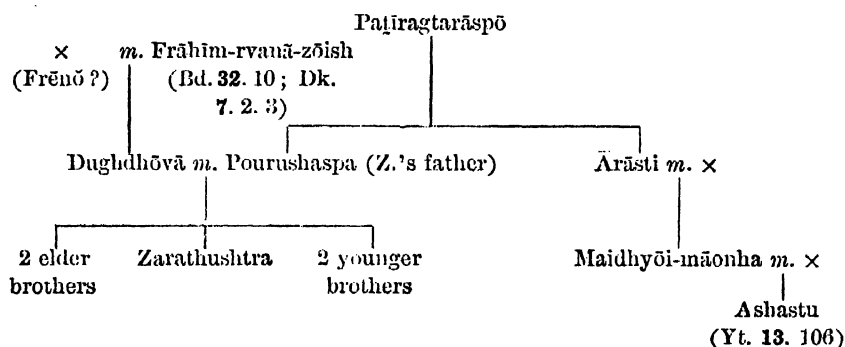 Paṭīragtarāspō
× m. Frāhīm-rvanā-zōish
(Frēnō?) (Bd. 32. 10; Dk.
7. 2. 3)
Dughdhōvā m. Pourushaspa (Z.'s father) Ārāsti m. ×
2 elder Zarathushtra 2 younger Maidhyōi-māonha m. ×
brothers brothers
Ashastu
(Yt. 13. 106)